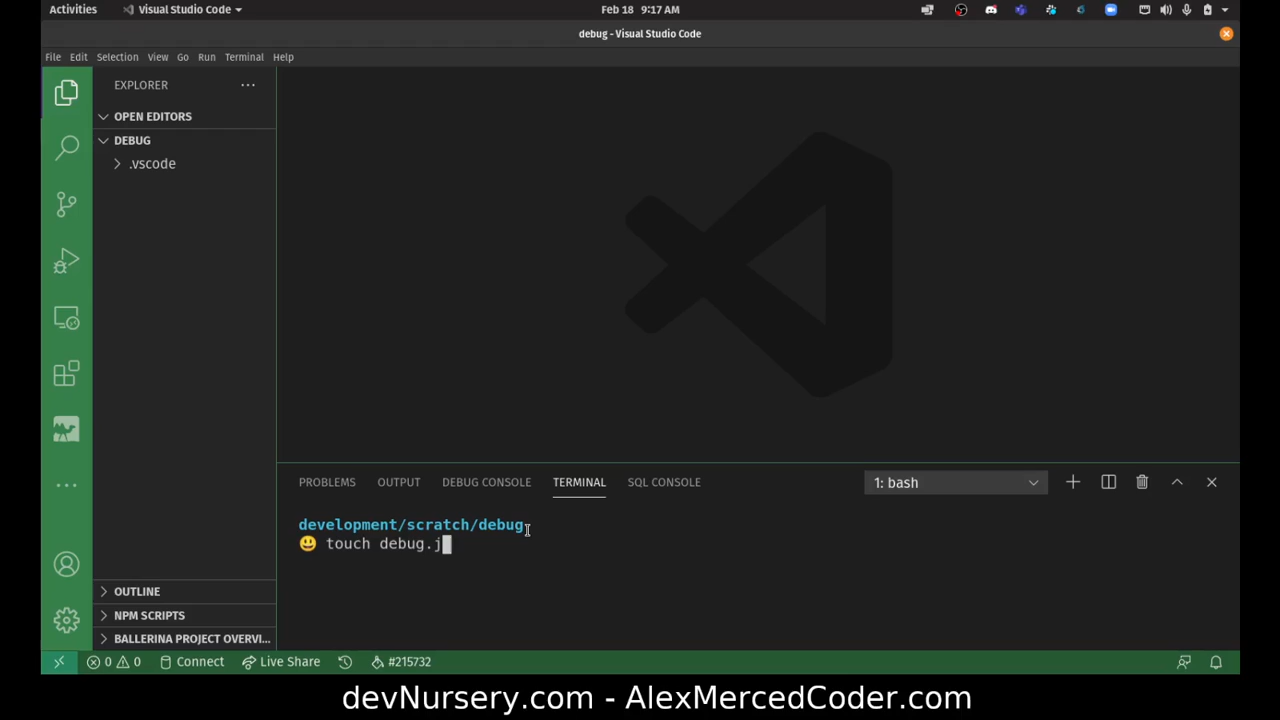 Activities Visual Studio Code Feb 18 9:17 AM
debug - Visual Studio Code
File Edit Selection View Go Run Terminal Help
EXPLORER
OPEN EDITORS
DEBUG
.vscode
PROBLEMS OUTPUT DEBUG CONSOLE TERMINAL SQL CONSOLE 1: bash
development/scratch/debug
😃 touch debug.j
OUTLINE
NPM SCRIPTS
BALLERINA PROJECT OVERVI...
0 0 Connect Live Share #215732
devNursery.com - AlexMercedCoder.com